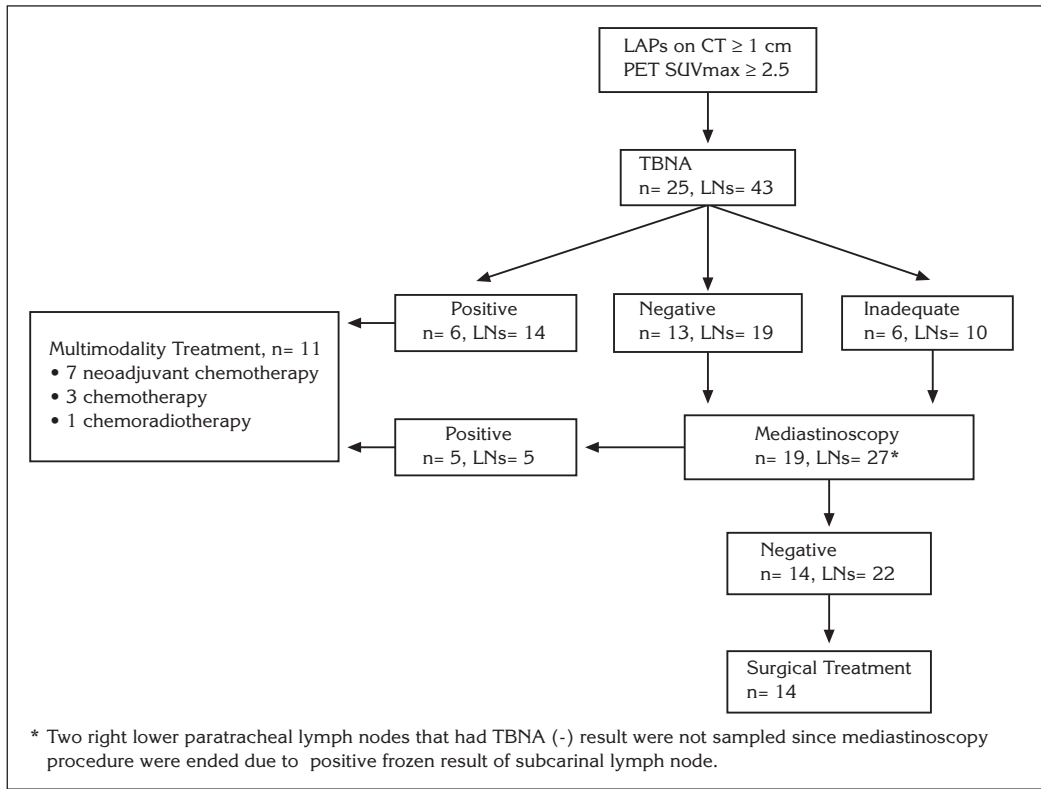 LAPs on CT ≥ 1 cm
PET SUVmax ≥ 2.5
TBNA
n= 25, LNs= 43
Positive
n= 6, LNs= 14
Negative
n= 13, LNs= 19
Inadequate
n= 6, LNs= 10
Multimodality Treatment, n= 11
• 7 neoadjuvant chemotherapy
• 3 chemotherapy
• 1 chemoradiotherapy
Positive
n= 5, LNs= 5
Mediastinoscopy
n= 19, LNs= 27*
Negative
n= 14, LNs= 22
Surgical Treatment
n= 14
* Two right lower paratracheal lymph nodes that had TBNA (-) result were not sampled since mediastinoscopy
procedure were ended due to positive frozen result of subcarinal lymph node.